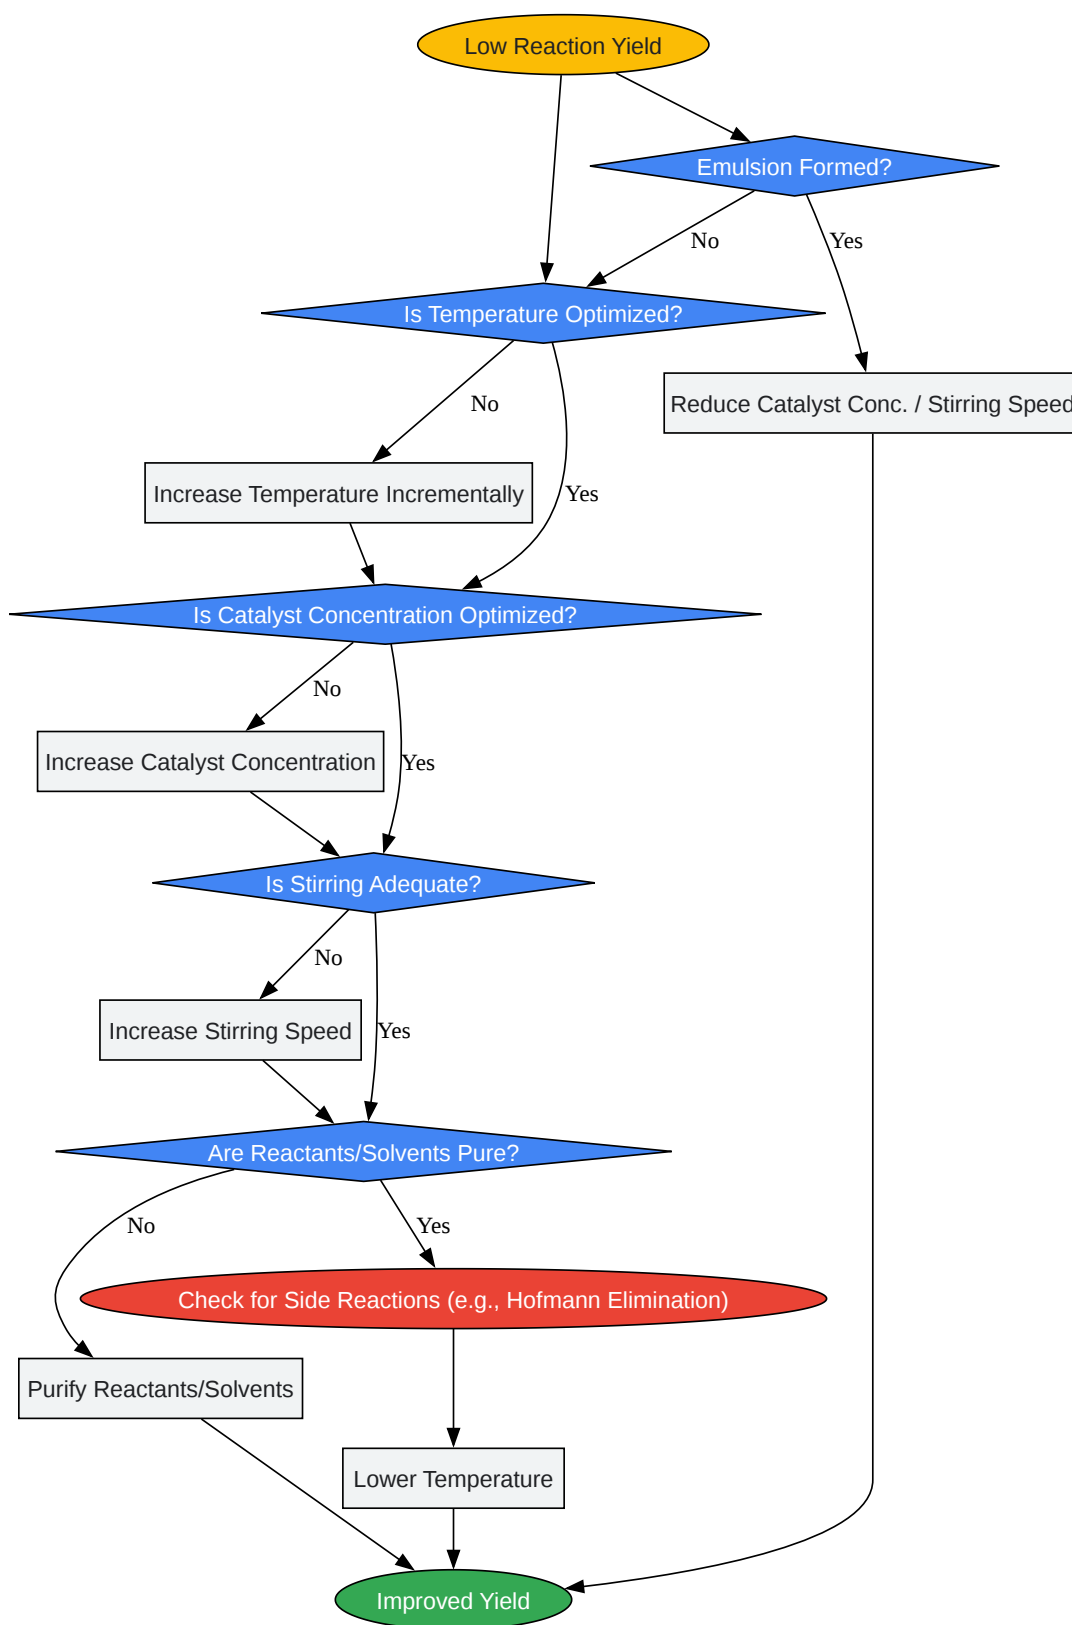 Low Reaction Yield
Emulsion Formed?
No
Yes
Is Temperature Optimized?
No
Reduce Catalyst Conc. / Stirring Speed
Increase Temperature Incrementally
Yes
Is Catalyst Concentration Optimized?
No
Increase Catalyst Concentration
Yes
Is Stirring Adequate?
No
Increase Stirring Speed
Yes
Are Reactants/Solvents Pure?
No
Yes
Check for Side Reactions (e.g., Hofmann Elimination)
Purify Reactants/Solvents
Lower Temperature
Improved Yield